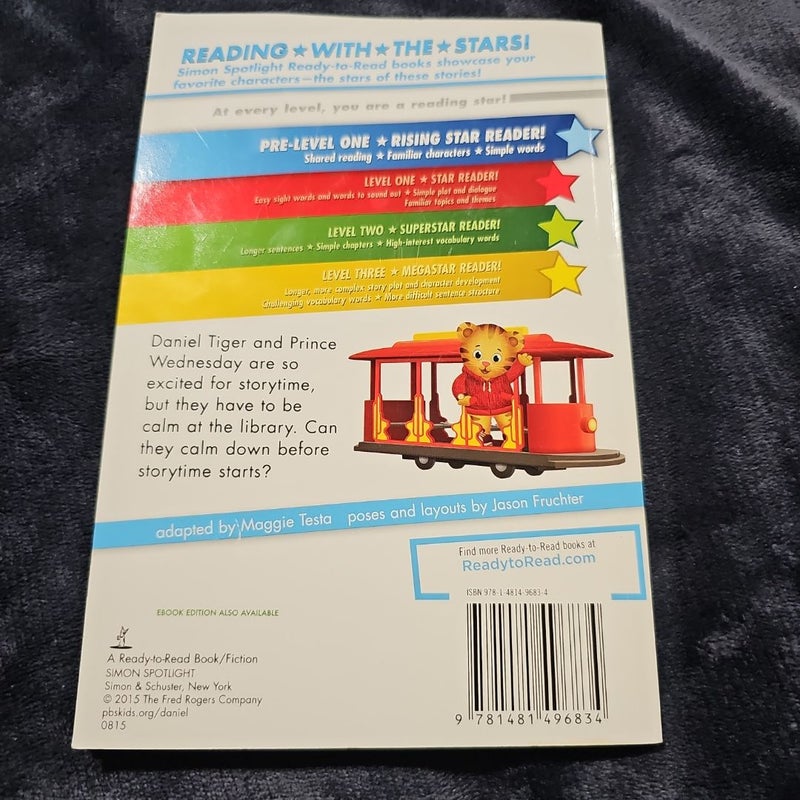 READING★WITH★THE★STARS!
Simon Spotlight Ready-to-Read books showcase your
favorite characters—the stars of these stories!
At every level, you are a reading star!
PRE-LEVEL ONE ★ RISING STAR READER!
Shared reading ★ Familiar characters ★ Simple words
LEVEL ONE ★ STAR READER!
Easy sight words and words to sound out ★ Simple plot and dialogue
Familiar topics and themes
LEVEL TWO ★ SUPERSTAR READER!
Longer sentences ★ Simple chapters ★ High-interest vocabulary words
LEVEL THREE ★ MEGASTAR READER!
Longer, more complex story plot and character development
Challenging vocabulary words ★ More difficult sentence structure
Daniel Tiger and Prince
Wednesday are so
excited for storytime,
but they have to be
calm at the library. Can
they calm down before
storytime starts?
adapted by Maggie Testa poses and layouts by Jason Fruchter
Find more Ready-to-Read books at
ReadytoRead.com
ISBN 978-1-4814-9683-4
9 781481 496834
EBOOK EDITION ALSO AVAILABLE
A Ready-to-Read Book/Fiction
SIMON SPOTLIGHT
Simon & Schuster, New York
© 2015 The Fred Rogers Company
pbskids.org/daniel
0815